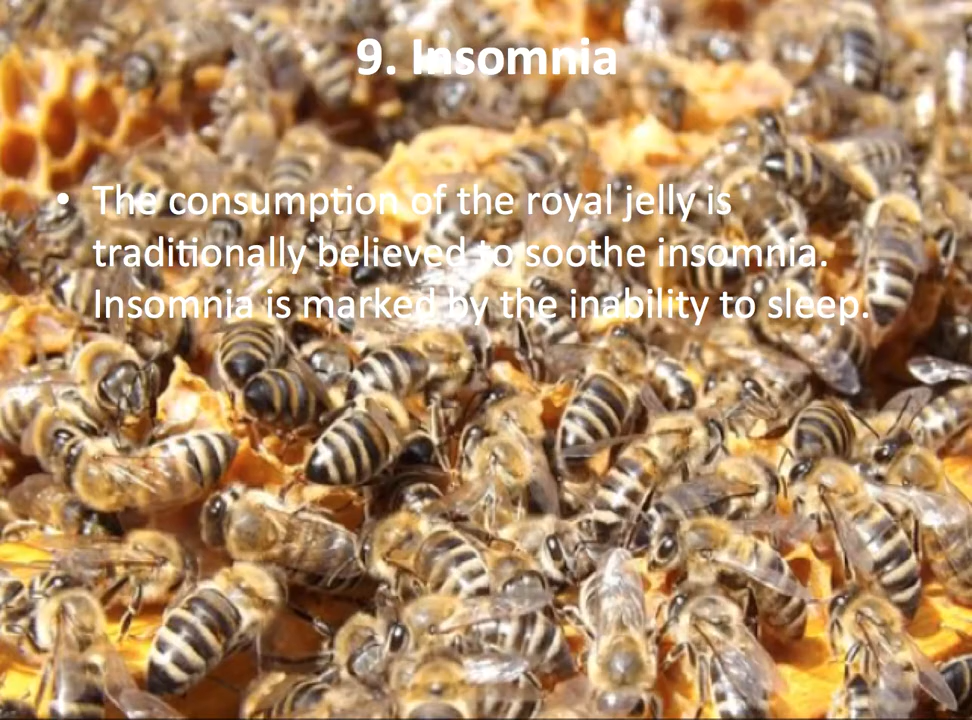 9. Insomnia
• The consumption of the royal jelly is
traditionally believed to soothe insomnia.
Insomnia is marked by the inability to sleep.